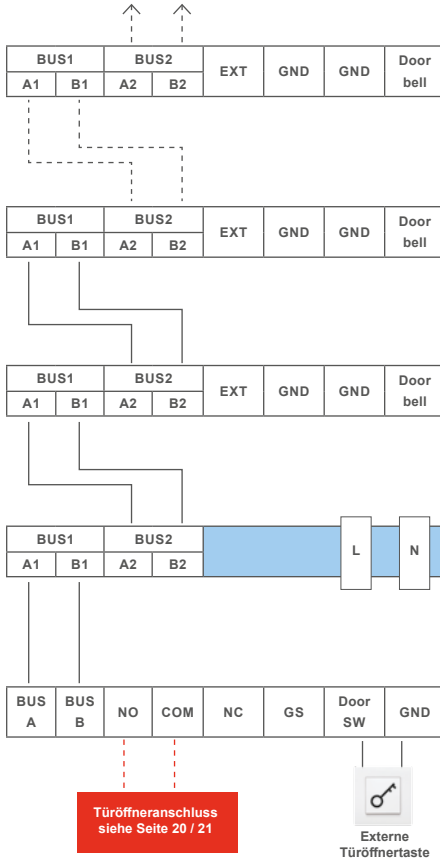 BUS1 BUS2 EXT GND GND Door bell
A1 B1 A2 B2
BUS1 BUS2 EXT GND GND Door bell
A1 B1 A2 B2
BUS1 BUS2 EXT GND GND Door bell
A1 B1 A2 B2
BUS1 BUS2 L N
A1 B1 A2 B2
BUS A BUS B NO COM NC GS Door SW GND
Türöffneranschluss
siehe Seite 20 / 21
Externe
Türöffnertaste